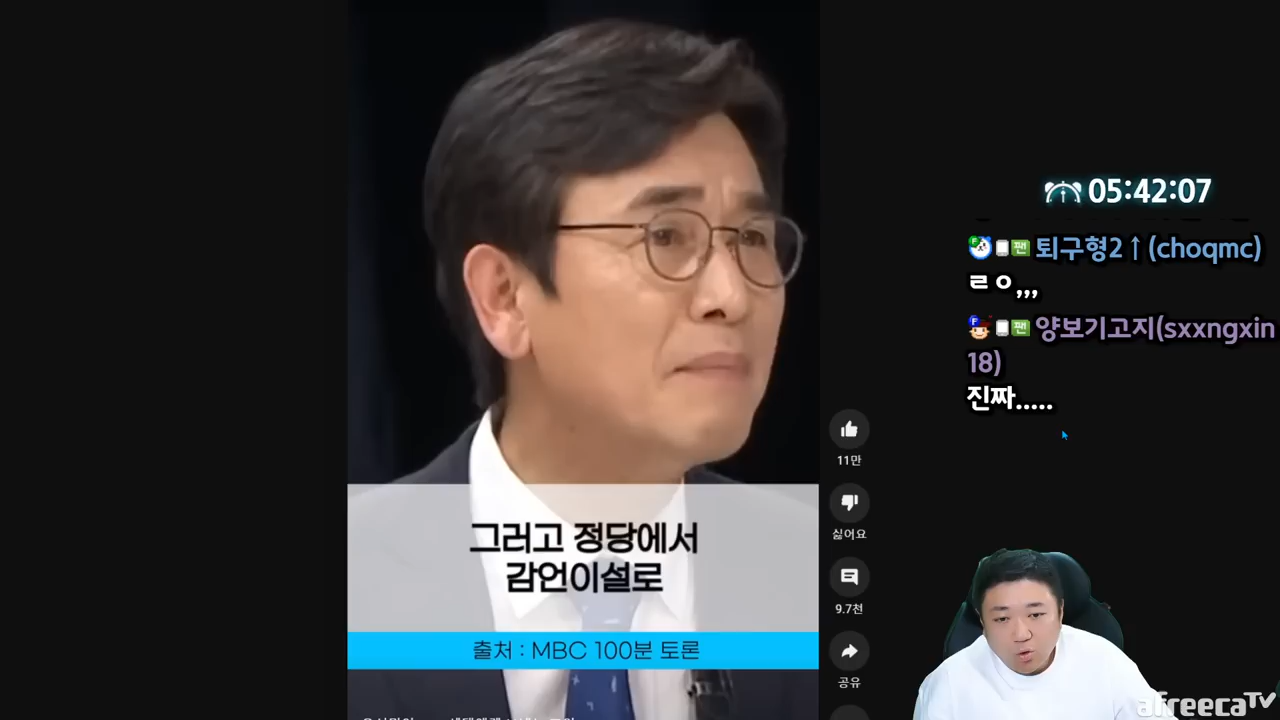 05:42:07
퇴구형2↑(choqmc)
ㄹㅇ,,,
양보기고지(sxxngxin
18)
진짜.....
11만
싫어요
9.7천
공유
그러고 정당에서
감언이설로
출처 : MBC 100분 토론
afreecaTV